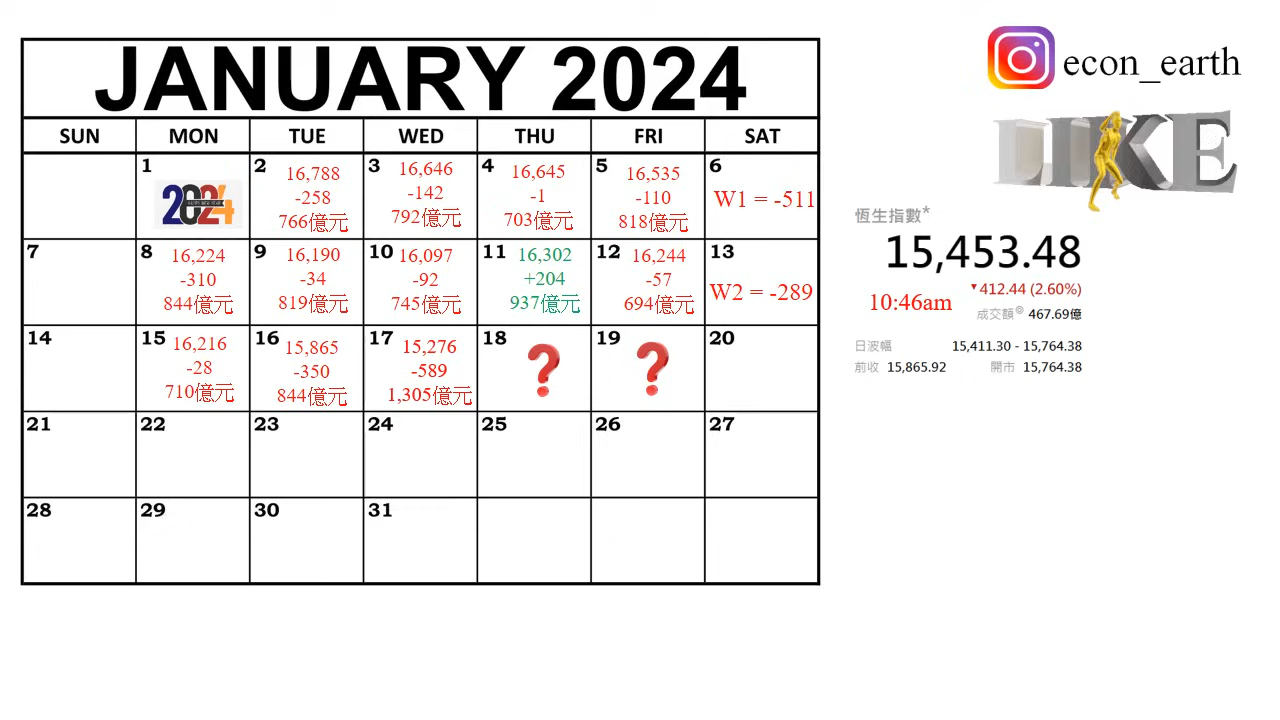 JANUARY 2024
SUN MON TUE WED THU FRI SAT
1
2024
2
16,788
-258
766億元
3
16,646
-142
792億元
4
16,645
-1
703億元
5
16,535
-110
818億元
6
W1 = -511
7
8
16,224
-310
844億元
9
16,190
-34
819億元
10
16,097
-92
745億元
11
16,302
+204
937億元
12
16,244
-57
694億元
13
W2 = -289
14
15
16,216
-28
710億元
16
15,865
-350
844億元
17
15,276
-589
1,305億元
18
?
19
?
20
21 22 23 24 25 26 27
28 29 30 31
econ_earth
LIKE
恆生指數*
15,453.48
10:46am
▼412.44 (2.60%)
成交額 467.69億
日波幅 15,411.30 - 15,764.38
前收 15,865.92 開市 15,764.38